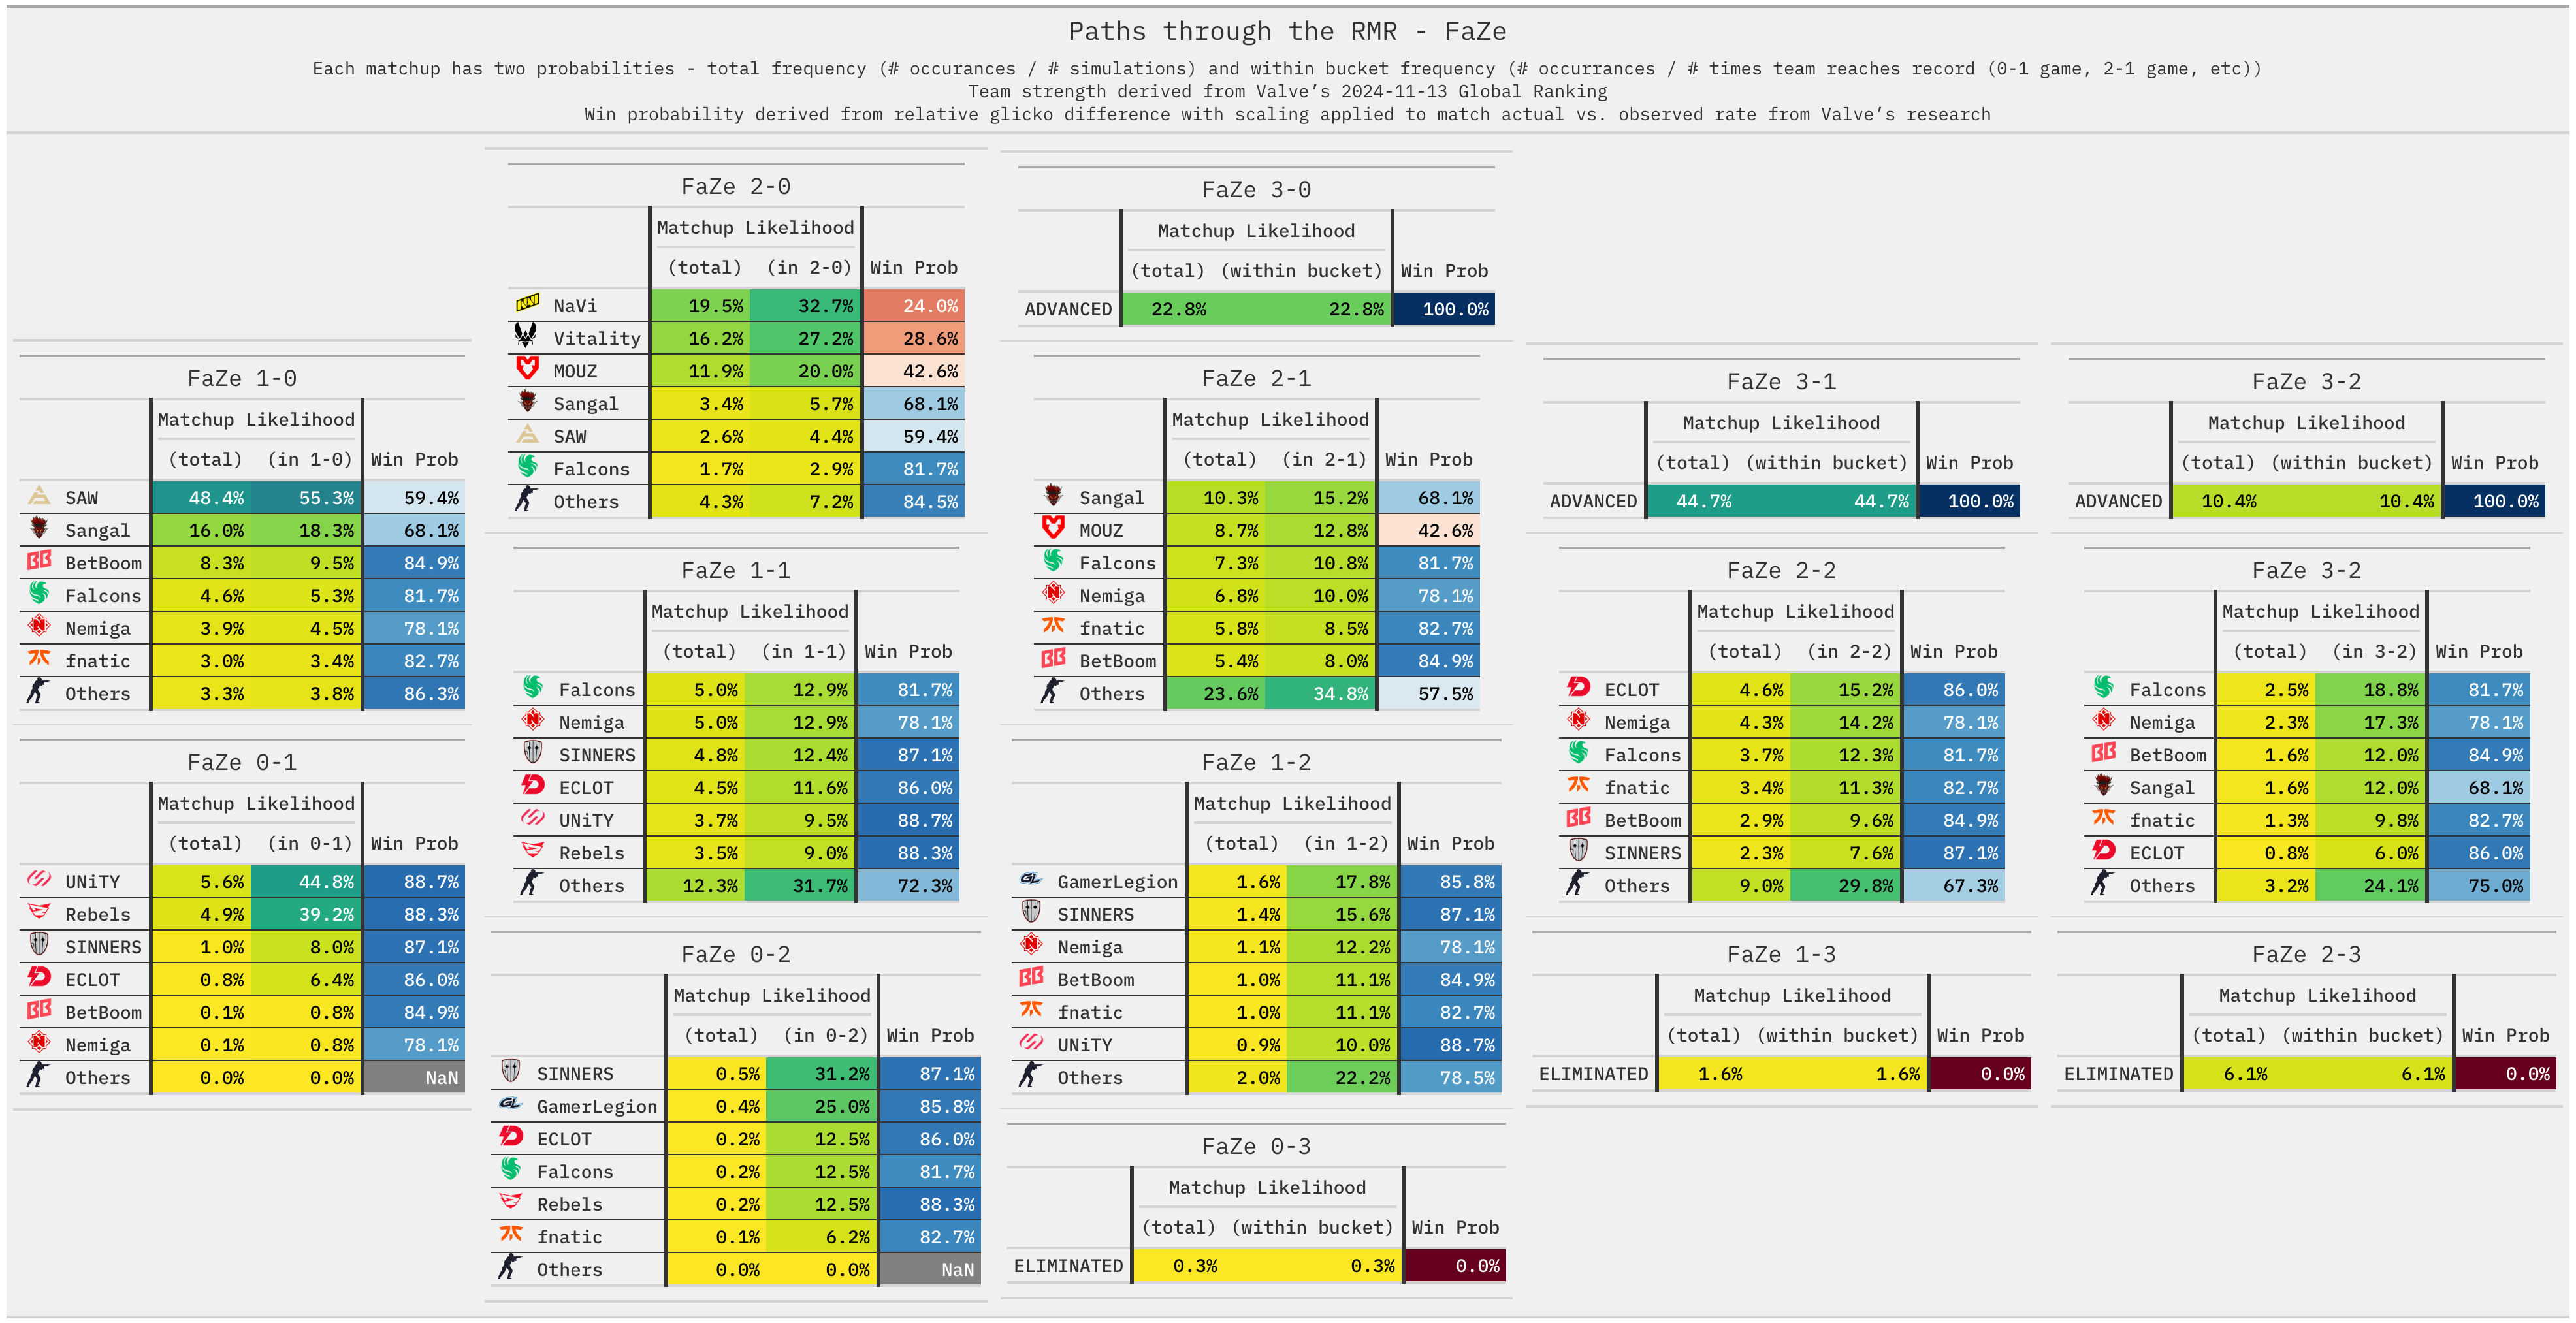 Paths through the RMR - FaZe
Each matchup has two probabilities - total frequency (# occurances / # simulations) and within bucket frequency (# occurrances / # times team reaches record (0-1 game, 2-1 game, etc))
Team strength derived from Valve's 2024-11-13 Global Ranking
Win probability derived from relative glicko difference with scaling applied to match actual vs. observed rate from Valve's research
FaZe 1-0
Matchup Likelihood
(total) (in 1-0) Win Prob
SAW 48.4% 55.3% 59.4%
Sangal 16.0% 18.3% 68.1%
BetBoom 8.3% 9.5% 84.9%
Falcons 4.6% 5.3% 81.7%
Nemiga 3.9% 4.5% 78.1%
fnatic 3.0% 3.4% 82.7%
Others 3.3% 3.8% 86.3%
FaZe 0-1
Matchup Likelihood
(total) (in 0-1) Win Prob
UNiTY 5.6% 44.8% 88.7%
Rebels 4.9% 39.2% 88.3%
SINNERS 1.0% 8.0% 87.1%
ECLOT 0.8% 6.4% 86.0%
BetBoom 0.1% 0.8% 84.9%
Nemiga 0.1% 0.8% 78.1%
Others 0.0% 0.0% NaN
FaZe 2-0
Matchup Likelihood
(total) (in 2-0) Win Prob
NaVi 19.5% 32.7% 24.0%
Vitality 16.2% 27.2% 28.6%
MOUZ 11.9% 20.0% 42.6%
Sangal 3.4% 5.7% 68.1%
SAW 2.6% 4.4% 59.4%
Falcons 1.7% 2.9% 81.7%
Others 4.3% 7.2% 84.5%
FaZe 1-1
Matchup Likelihood
(total) (in 1-1) Win Prob
Falcons 5.0% 12.9% 81.7%
Nemiga 5.0% 12.9% 78.1%
SINNERS 4.8% 12.4% 87.1%
ECLOT 4.5% 11.6% 86.0%
UNiTY 3.7% 9.5% 88.7%
Rebels 3.5% 9.0% 88.3%
Others 12.3% 31.7% 72.3%
FaZe 0-2
Matchup Likelihood
(total) (in 0-2) Win Prob
SINNERS 0.5% 31.2% 87.1%
GamerLegion 0.4% 25.0% 85.8%
ECLOT 0.2% 12.5% 86.0%
Falcons 0.2% 12.5% 81.7%
Rebels 0.2% 12.5% 88.3%
fnatic 0.1% 6.2% 82.7%
Others 0.0% 0.0% NaN
FaZe 3-0
Matchup Likelihood
(total) (within bucket) Win Prob
ADVANCED 22.8% 22.8% 100.0%
FaZe 2-1
Matchup Likelihood
(total) (in 2-1) Win Prob
Sangal 10.3% 15.2% 68.1%
MOUZ 8.7% 12.8% 42.6%
Falcons 7.3% 10.8% 81.7%
Nemiga 6.8% 10.0% 78.1%
fnatic 5.8% 8.5% 82.7%
BetBoom 5.4% 8.0% 84.9%
Others 23.6% 34.8% 57.5%
FaZe 1-2
Matchup Likelihood
(total) (in 1-2) Win Prob
GamerLegion 1.6% 17.8% 85.8%
SINNERS 1.4% 15.6% 87.1%
Nemiga 1.1% 12.2% 78.1%
BetBoom 1.0% 11.1% 84.9%
fnatic 1.0% 11.1% 82.7%
UNiTY 0.9% 10.0% 88.7%
Others 2.0% 22.2% 78.5%
FaZe 0-3
Matchup Likelihood
(total) (within bucket) Win Prob
ELIMINATED 0.3% 0.3% 0.0%
FaZe 3-1
Matchup Likelihood
(total) (within bucket) Win Prob
ADVANCED 44.7% 44.7% 100.0%
FaZe 2-2
Matchup Likelihood
(total) (in 2-2) Win Prob
ECLOT 4.6% 15.2% 86.0%
Nemiga 4.3% 14.2% 78.1%
Falcons 3.7% 12.3% 81.7%
fnatic 3.4% 11.3% 82.7%
BetBoom 2.9% 9.6% 84.9%
SINNERS 2.3% 7.6% 87.1%
Others 9.0% 29.8% 67.3%
FaZe 1-3
Matchup Likelihood
(total) (within bucket) Win Prob
ELIMINATED 1.6% 1.6% 0.0%
FaZe 3-2
Matchup Likelihood
(total) (within bucket) Win Prob
ADVANCED 10.4% 10.4% 100.0%
FaZe 3-2
Matchup Likelihood
(total) (in 3-2) Win Prob
Falcons 2.5% 18.8% 81.7%
Nemiga 2.3% 17.3% 78.1%
BetBoom 1.6% 12.0% 84.9%
Sangal 1.6% 12.0% 68.1%
fnatic 1.3% 9.8% 82.7%
ECLOT 0.8% 6.0% 86.0%
Others 3.2% 24.1% 75.0%
FaZe 2-3
Matchup Likelihood
(total) (within bucket) Win Prob
ELIMINATED 6.1% 6.1% 0.0%